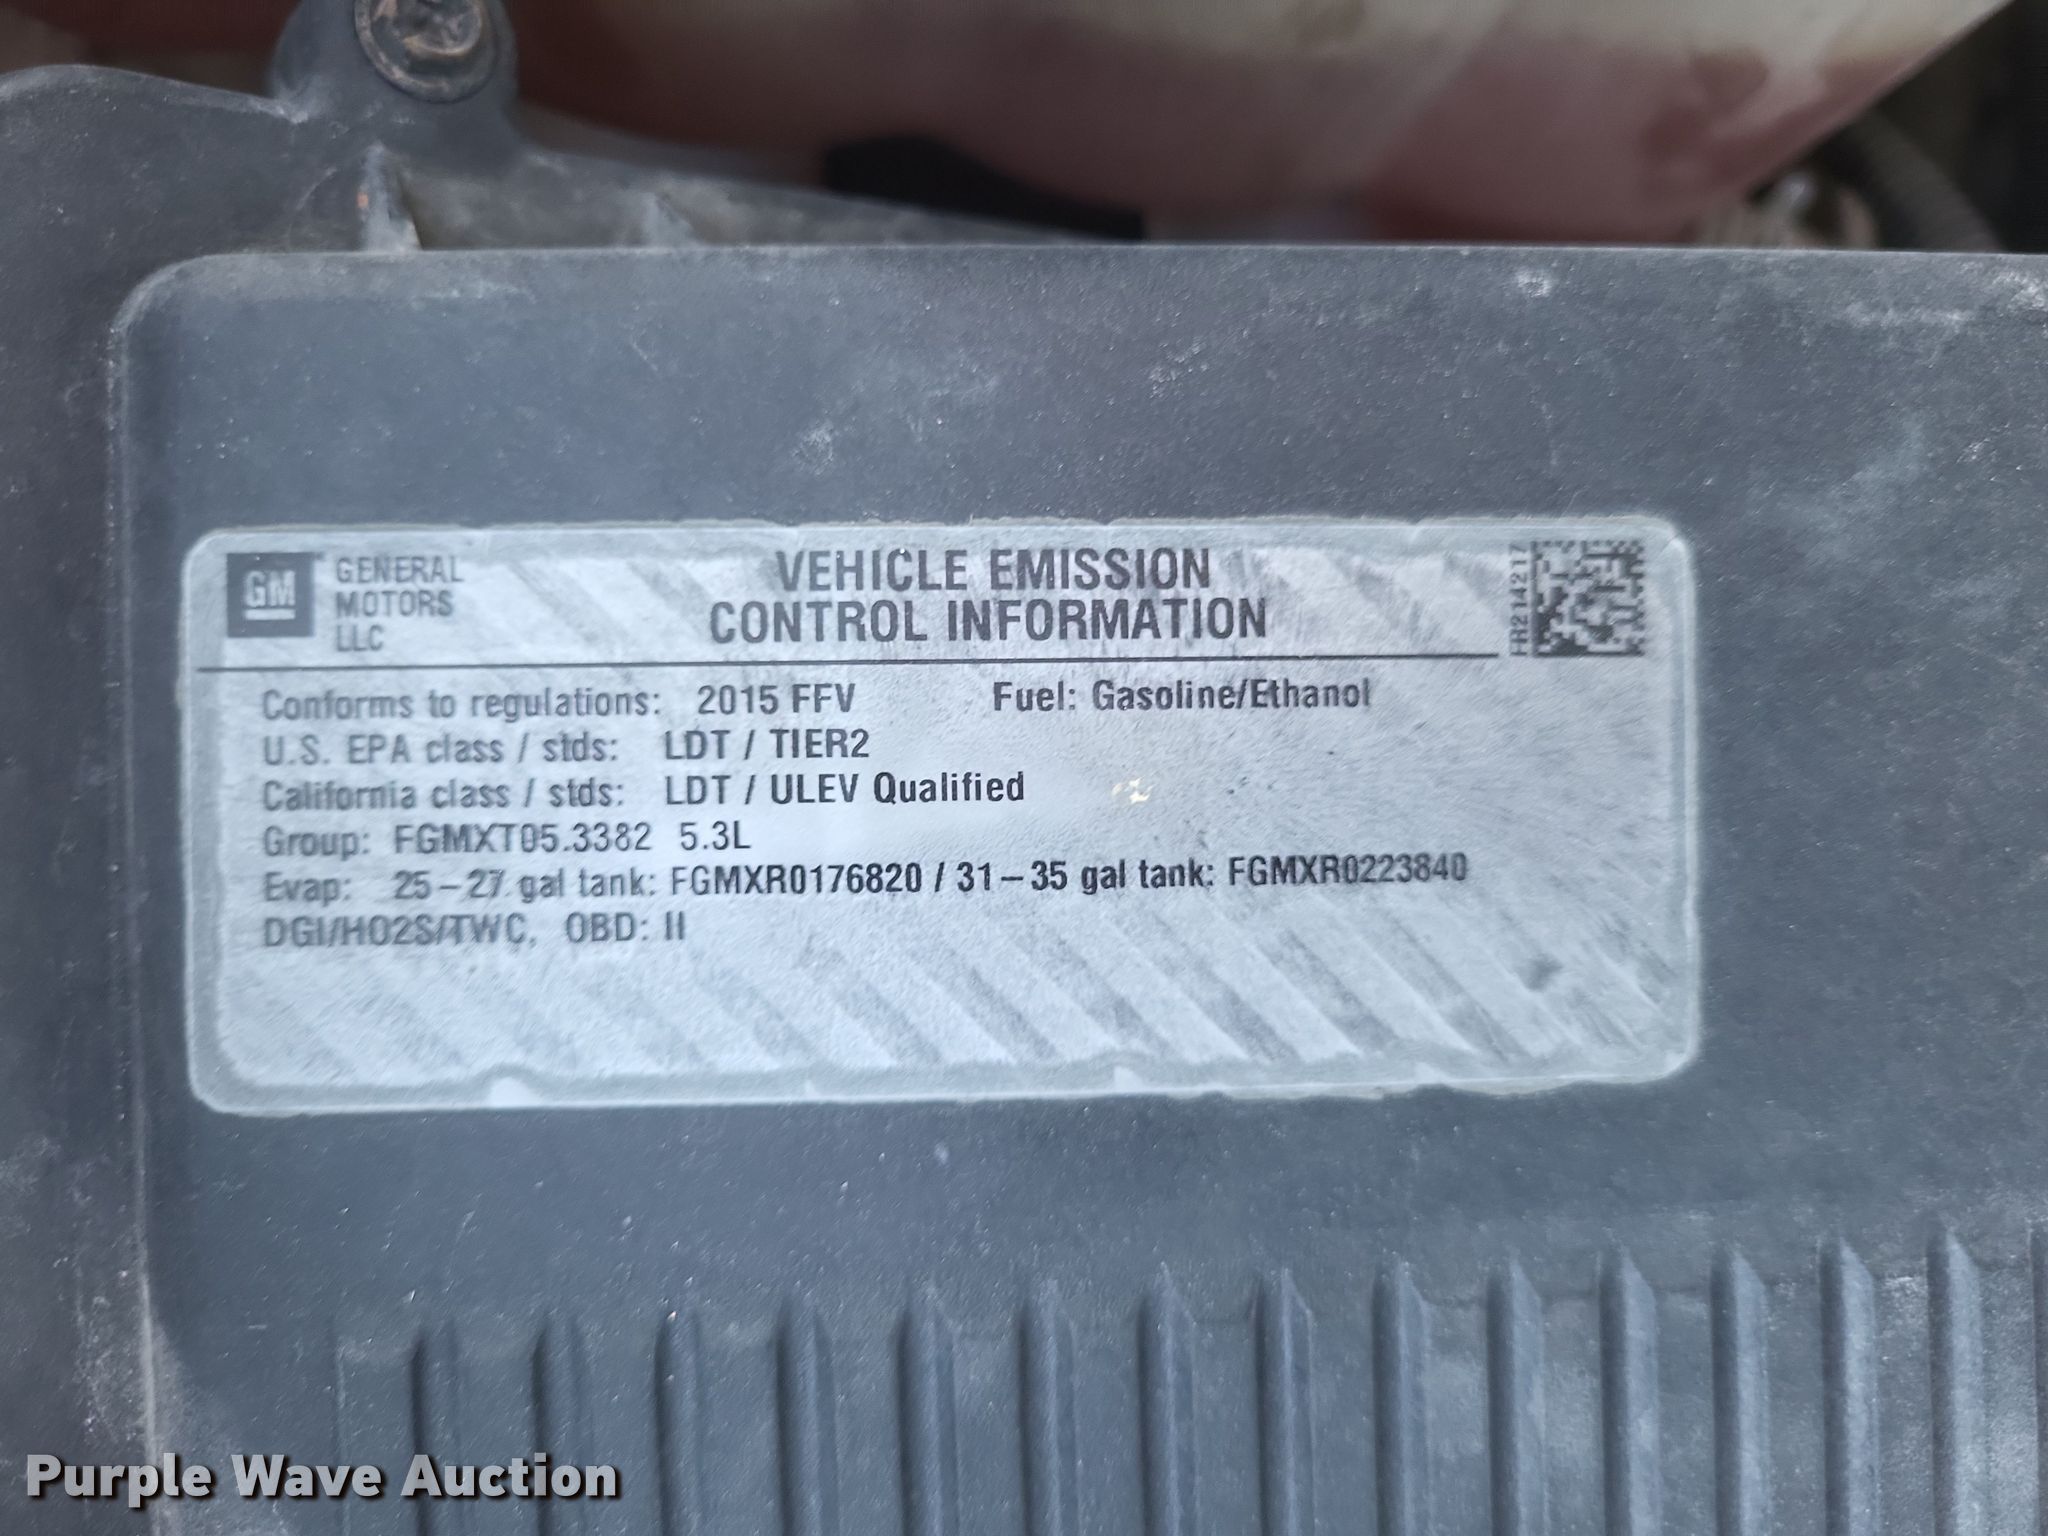 GM
GENERAL
MOTORS
LLC
VEHICLE EMISSION
CONTROL INFORMATION
HR214217
Conforms to regulations: 2015 FFV Fuel: Gasoline/Ethanol
U.S. EPA class / stds: LDT / TIER2
California class / stds: LDT / ULEV Qualified
Group: FGMXT05.3382 5.3L
Evap: 25-27 gal tank: FGMXR0176820 / 31-35 gal tank: FGMXR0223840
DGI/HO2S/TWC, OBD: II
Purple Wave Auction